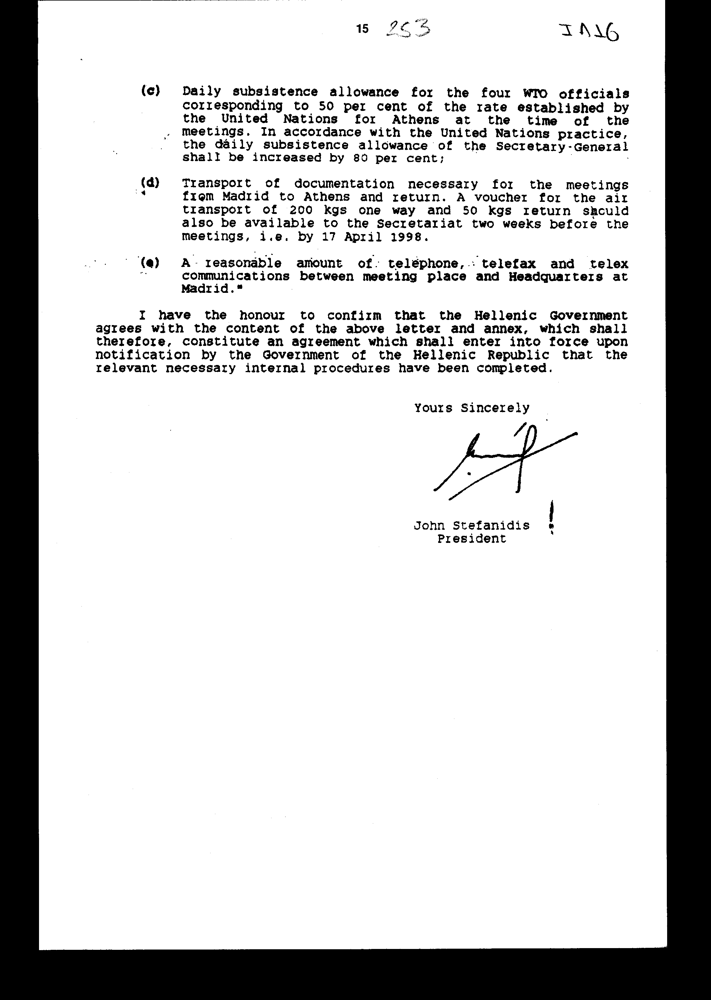 15 253
(c) Daily subsistence allowance for the four WTO officials
corresponding to 50 per cent of the rate established by
the United Nations for Athens at the time of the
meetings. In accordance with the United Nations practice,
the daily subsistence allowance of the Secretary-General
shall be increased by 80 per cent;
(d) Transport of documentation necessary for the meetings
from Madrid to Athens and return. A voucher for the air
transport of 200 kgs one way and 50 kgs return should
also be available to the Secretariat two weeks before the
meetings, i.e. by 17 April 1998.
(e) A reasonable amount of telephone, telefax and telex
communications between meeting place and Headquarters at
Madrid."
I have the honour to confirm that the Hellenic Government
agrees with the content of the above letter and annex, which shall
therefore, constitute an agreement which shall enter into force upon
notification by the Government of the Hellenic Republic that the
relevant necessary internal procedures have been completed.
Yours Sincerely
John Stefanidis
President